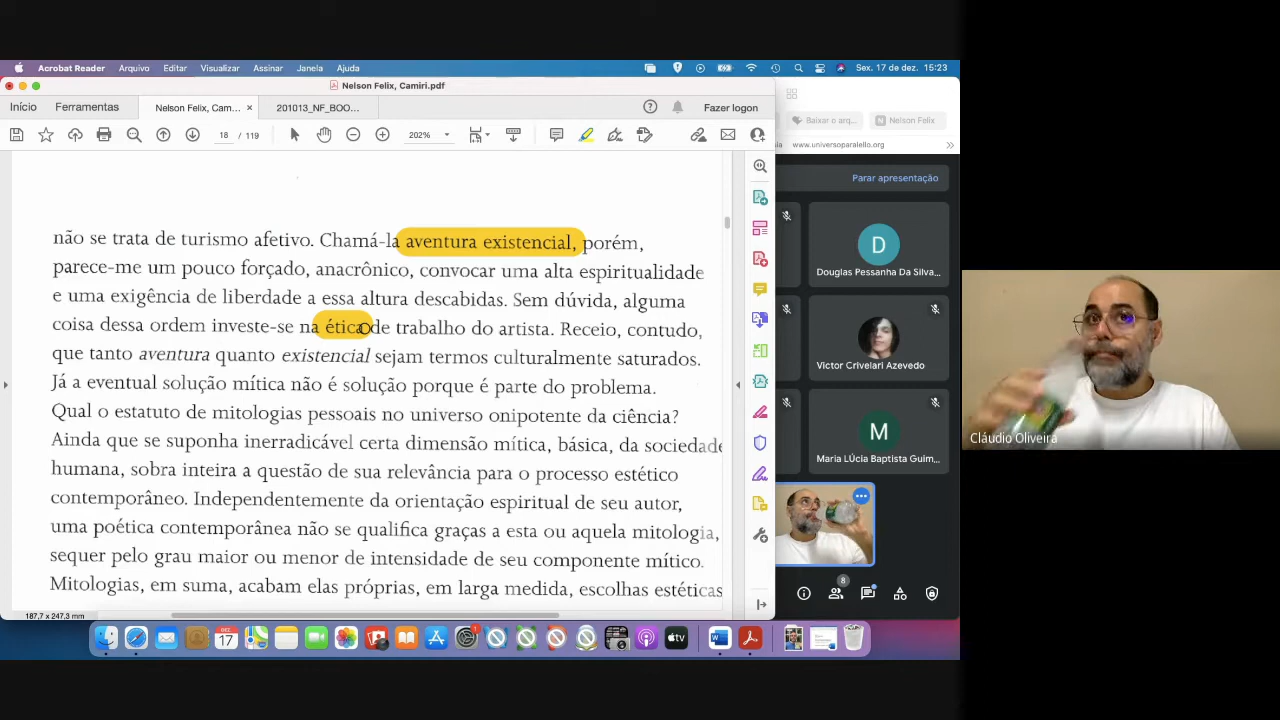 Acrobat Reader Arquivo Editar Visualizar Assinar Janela Ajuda Sex. 17 de dez. 15:23
Nelson Felix, Camiri.pdf
Início Ferramentas Nelson Felix, Cam... × 201013_NF_BOO... Fazer logon
Baixar o arq... N Nelson Felix
18 / 119 202%
www.universoparalello.org
Parar apresentação
não se trata de turismo afetivo. Chamá-la aventura existencial, porém,
parece-me um pouco forçado, anacrônico, convocar uma alta espiritualidade
e uma exigência de liberdade a essa altura descabidas. Sem dúvida, alguma
coisa dessa ordem investe-se na ética de trabalho do artista. Receio, contudo,
que tanto aventura quanto existencial sejam termos culturalmente saturados.
Já a eventual solução mítica não é solução porque é parte do problema.
Qual o estatuto de mitologias pessoais no universo onipotente da ciência?
Ainda que se suponha inerradicável certa dimensão mítica, básica, da sociedade
humana, sobra inteira a questão de sua relevância para o processo estético
contemporâneo. Independentemente da orientação espiritual de seu autor,
uma poética contemporânea não se qualifica graças a esta ou aquela mitologia,
sequer pelo grau maior ou menor de intensidade de seu componente mítico.
Mitologias, em suma, acabam elas próprias, em larga medida, escolhas estéticas
187,7 x 247,3 mm
D
Douglas Pessanha Da Silva...
Victor Crivelari Azevedo
M
Maria LÚcia Baptista Guim...
8
DEZ
17
tv
Cláudio Oliveira